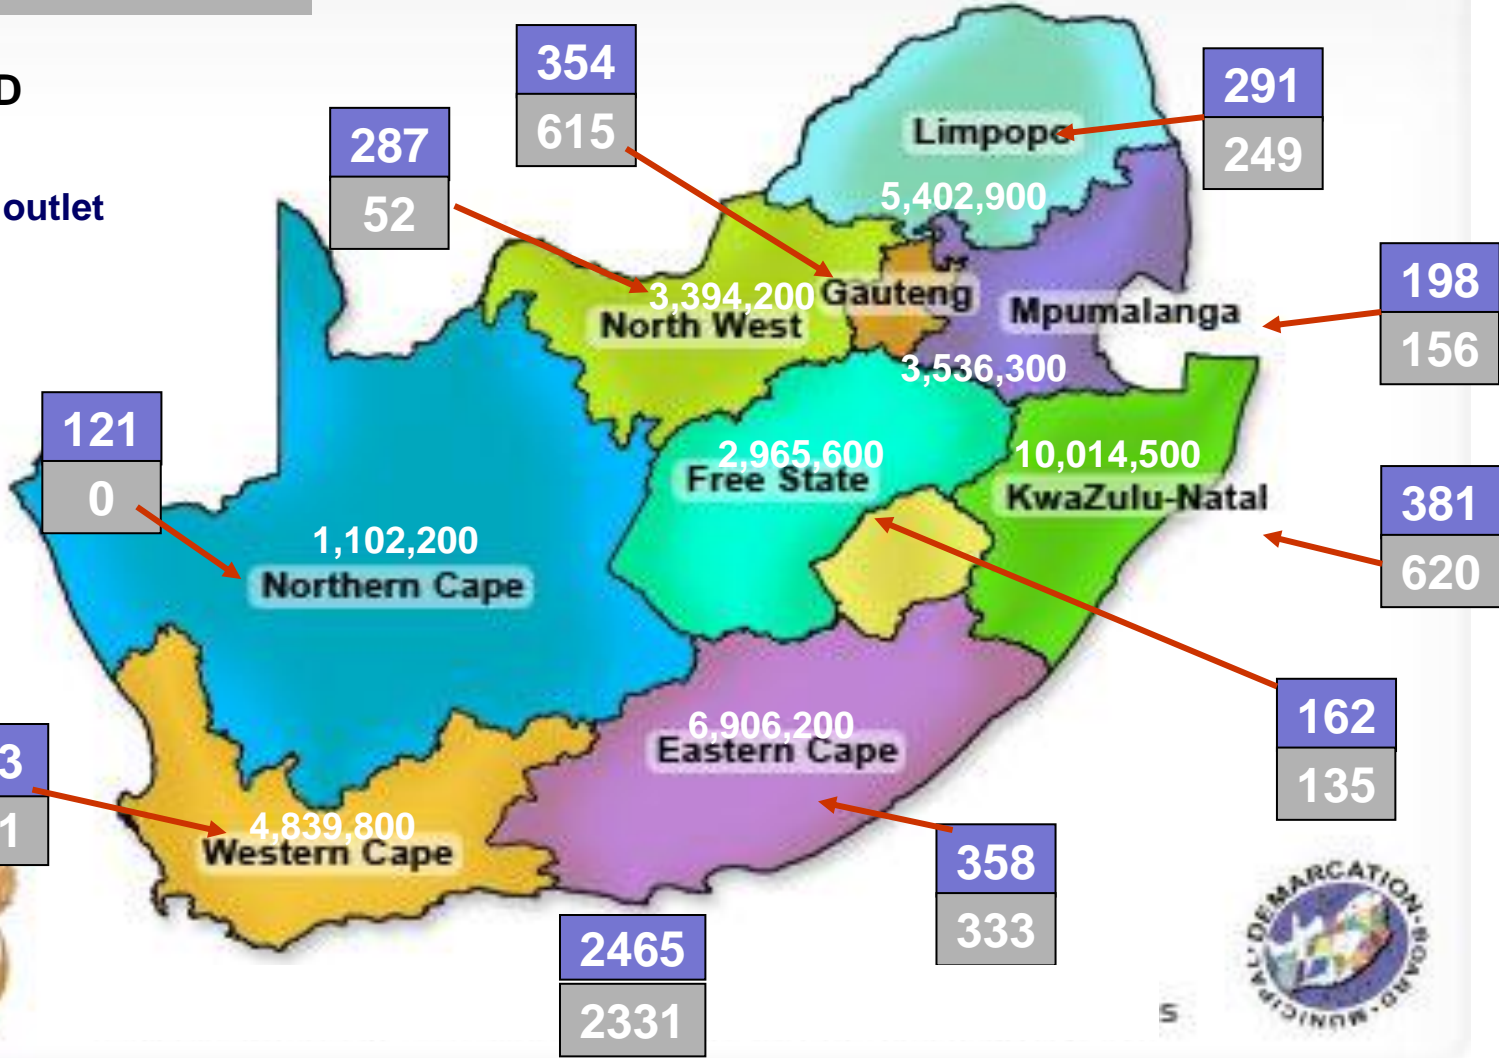 D
outlet
354
615
287
52
291
249
Limpopo
5,402,900
198
156
3,394,200
Gauteng
North West
Mpumalanga
3,536,300
121
0
2,965,600
Free State
10,014,500
KwaZulu-Natal
381
620
1,102,200
Northern Cape
162
135
6,906,200
Eastern Cape
3
1
4,839,800
Western Cape
358
333
2465
2331
MUNICIPAL DEMARCATION BOARD
s